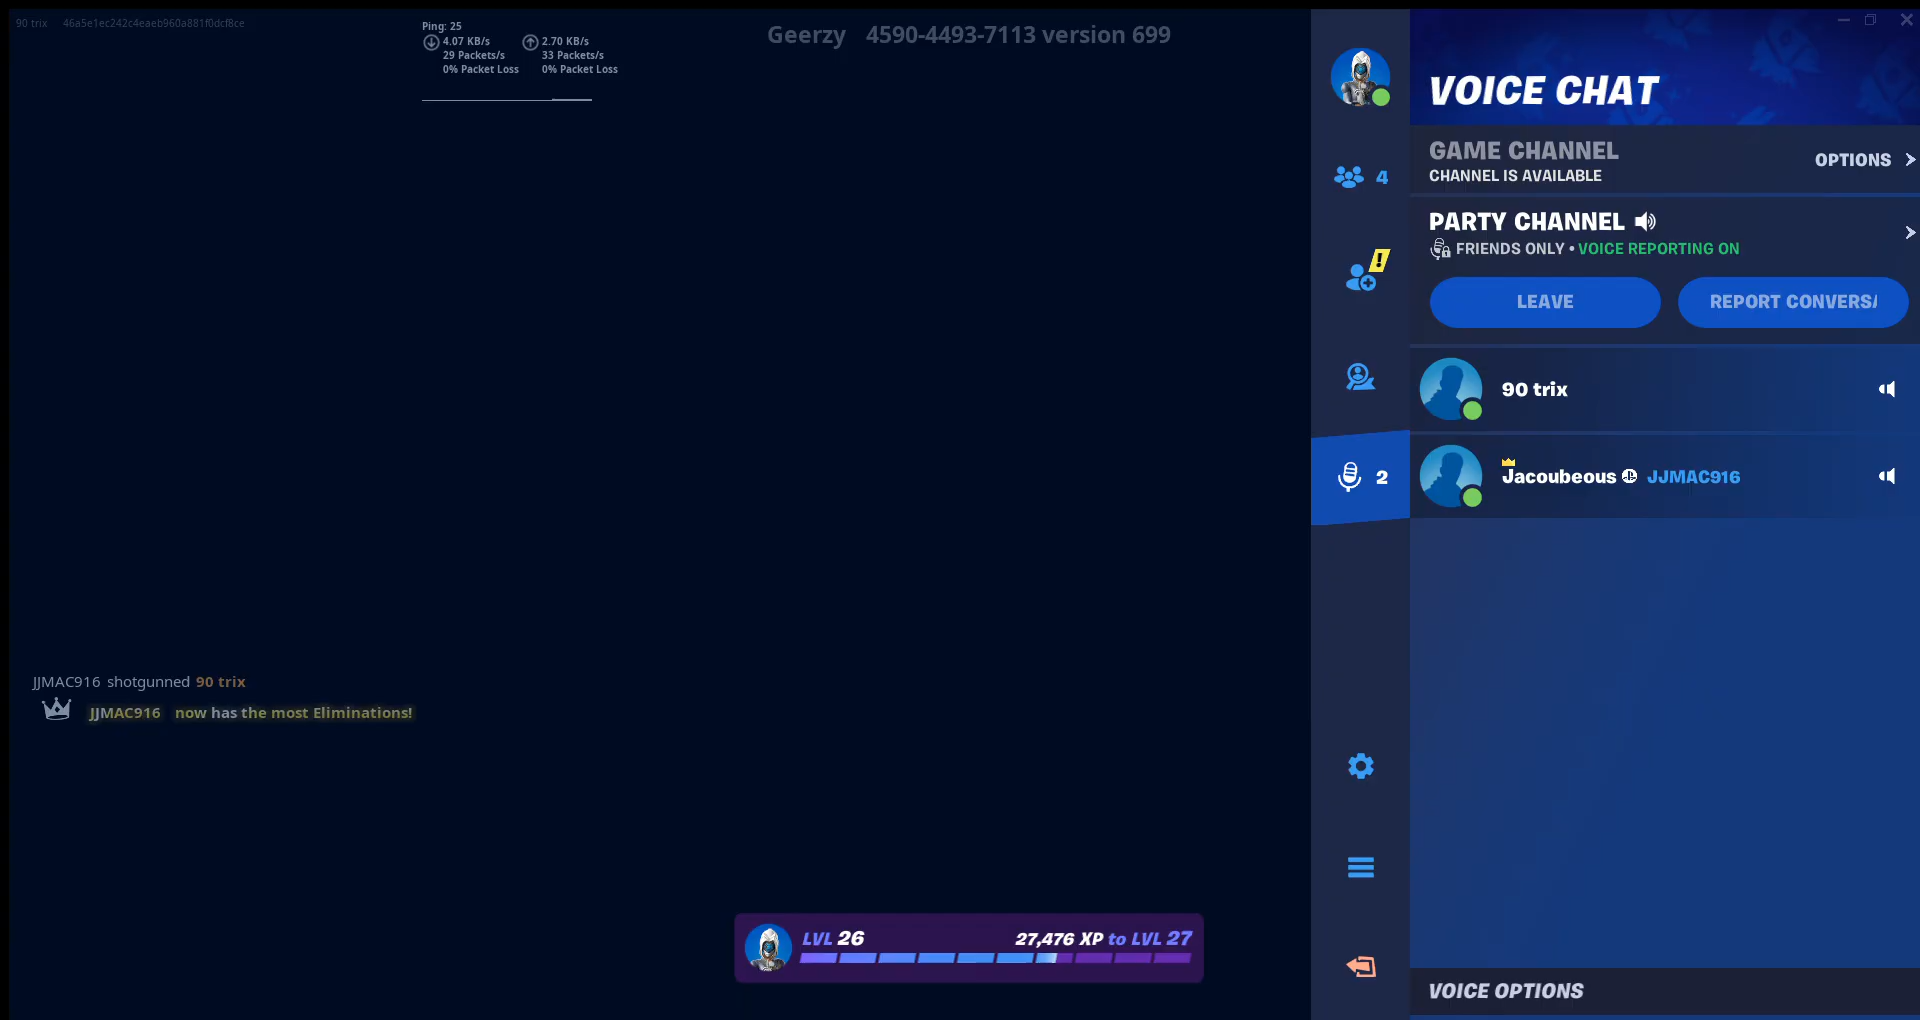 90 trix 46a5e1ec242c4eaeb960a881f0dcf8ce
Ping: 25
4.07 KB/s 2.70 KB/s
29 Packets/s 33 Packets/s
0% Packet Loss 0% Packet Loss
Geerzy 4590-4493-7113 version 699
VOICE CHAT
GAME CHANNEL
CHANNEL IS AVAILABLE
OPTIONS
4
PARTY CHANNEL
FRIENDS ONLY • VOICE REPORTING ON
!
LEAVE
REPORT CONVERSA
90 trix
2
Jacoubeous JJMAC916
JJMAC916 shotgunned 90 trix
JJMAC916 now has the most Eliminations!
LVL 26
27,476 XP to LVL 27
VOICE OPTIONS